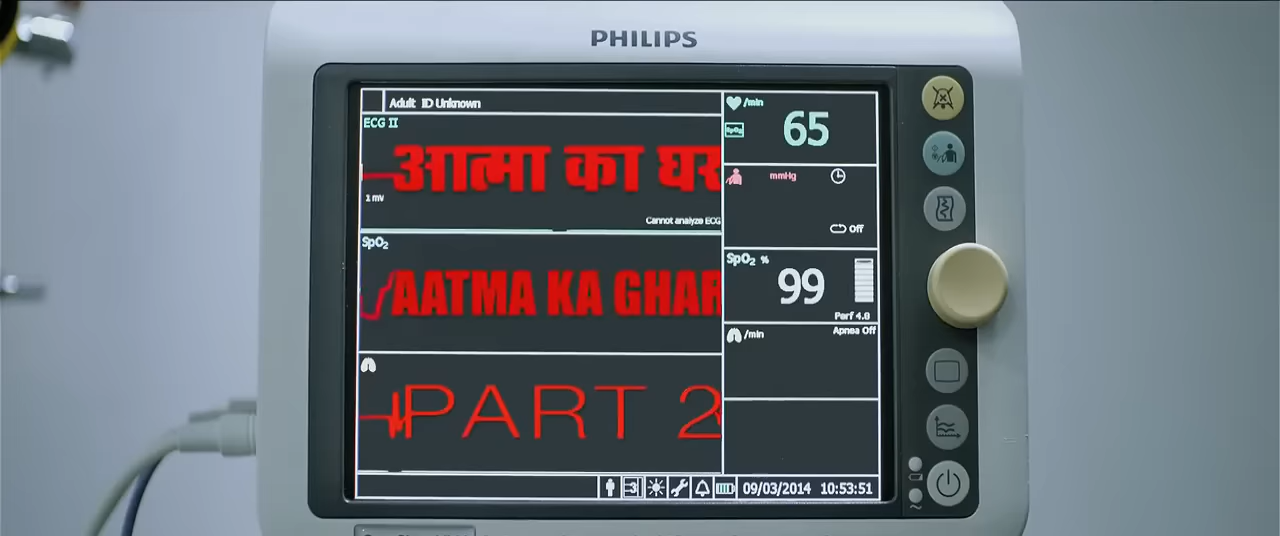 PHILIPS
Adult ID Unknown
ECG II
आत्मा का घर
1 mV
Cannot analyze ECG
SpO₂
AATMA KA GHAR
PART 2
/min
SpO₂
65
mmHg
Off
SpO₂ %
99
Perf 4.0
/min
Apnea Off
09/03/2014 10:53:51